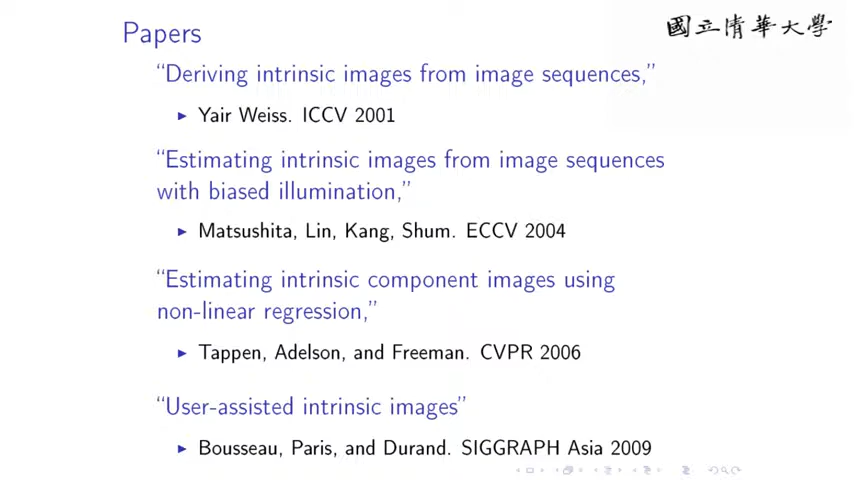 國立清華大學
Papers
“Deriving intrinsic images from image sequences,”
▶ Yair Weiss. ICCV 2001
“Estimating intrinsic images from image sequences
with biased illumination,”
▶ Matsushita, Lin, Kang, Shum. ECCV 2004
“Estimating intrinsic component images using
non-linear regression,”
▶ Tappen, Adelson, and Freeman. CVPR 2006
“User-assisted intrinsic images”
▶ Bousseau, Paris, and Durand. SIGGRAPH Asia 2009